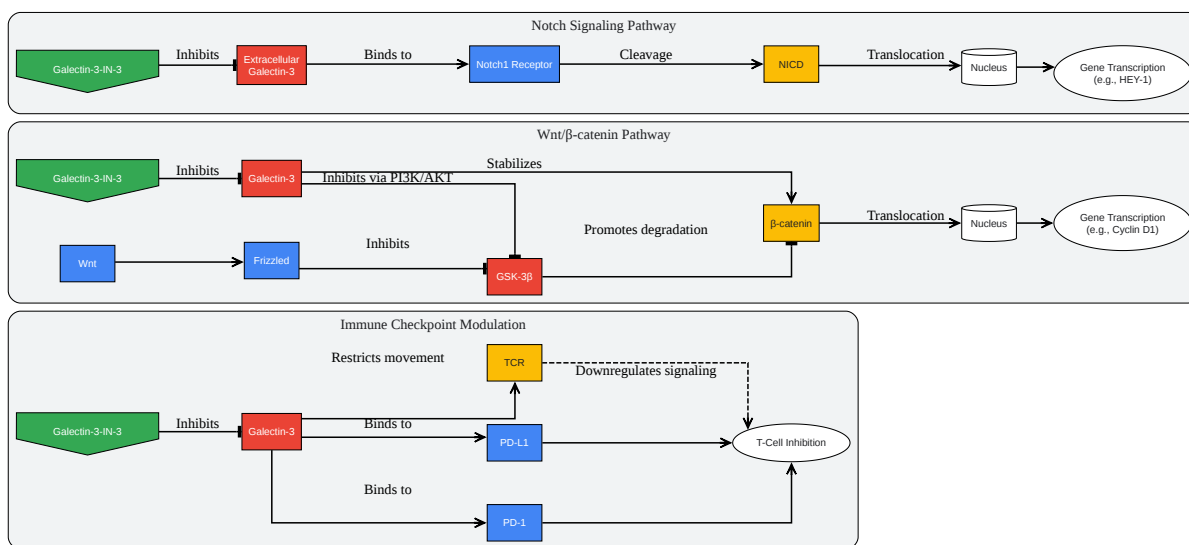 Notch Signaling Pathway
Galectin-3-IN-3
Inhibits
Extracellular
Galectin-3
Binds to
Notch1 Receptor
Cleavage
NICD
Translocation
Nucleus
Gene Transcription
(e.g., HEY-1)
Wnt/β-catenin Pathway
Galectin-3-IN-3
Inhibits
Galectin-3
Stabilizes
Inhibits via PI3K/AKT
β-catenin
Translocation
Nucleus
Gene Transcription
(e.g., Cyclin D1)
Promotes degradation
Wnt
Frizzled
Inhibits
GSK-3β
Immune Checkpoint Modulation
Restricts movement
TCR
Downregulates signaling
Galectin-3-IN-3
Inhibits
Galectin-3
Binds to
PD-L1
T-Cell Inhibition
Binds to
PD-1